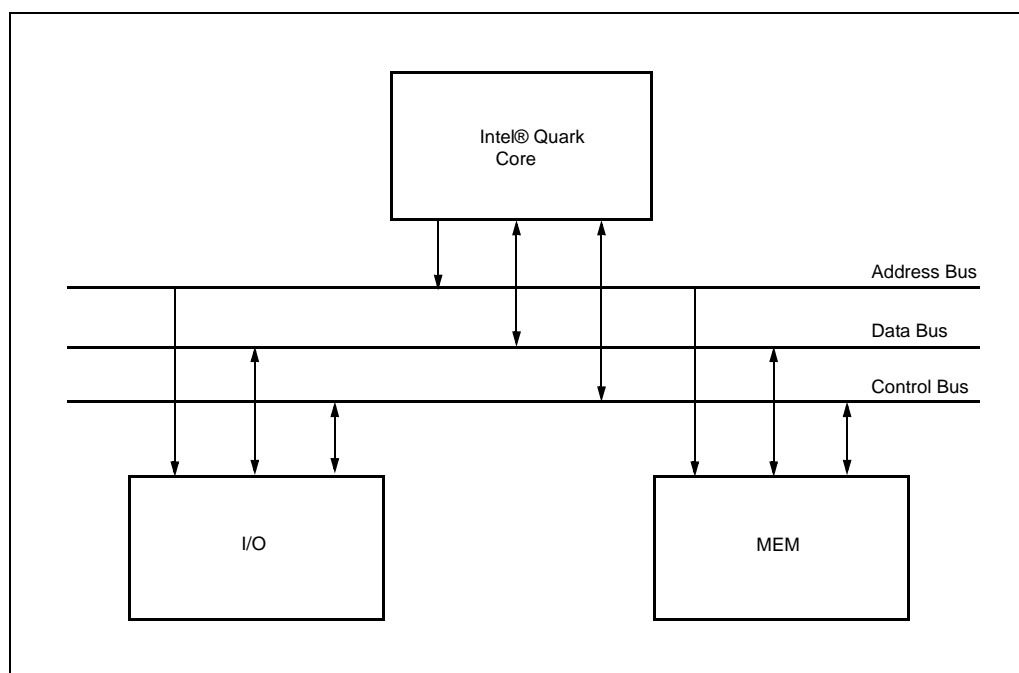 Intel® Quark
Core
Address Bus
Data Bus
Control Bus
I/O
MEM